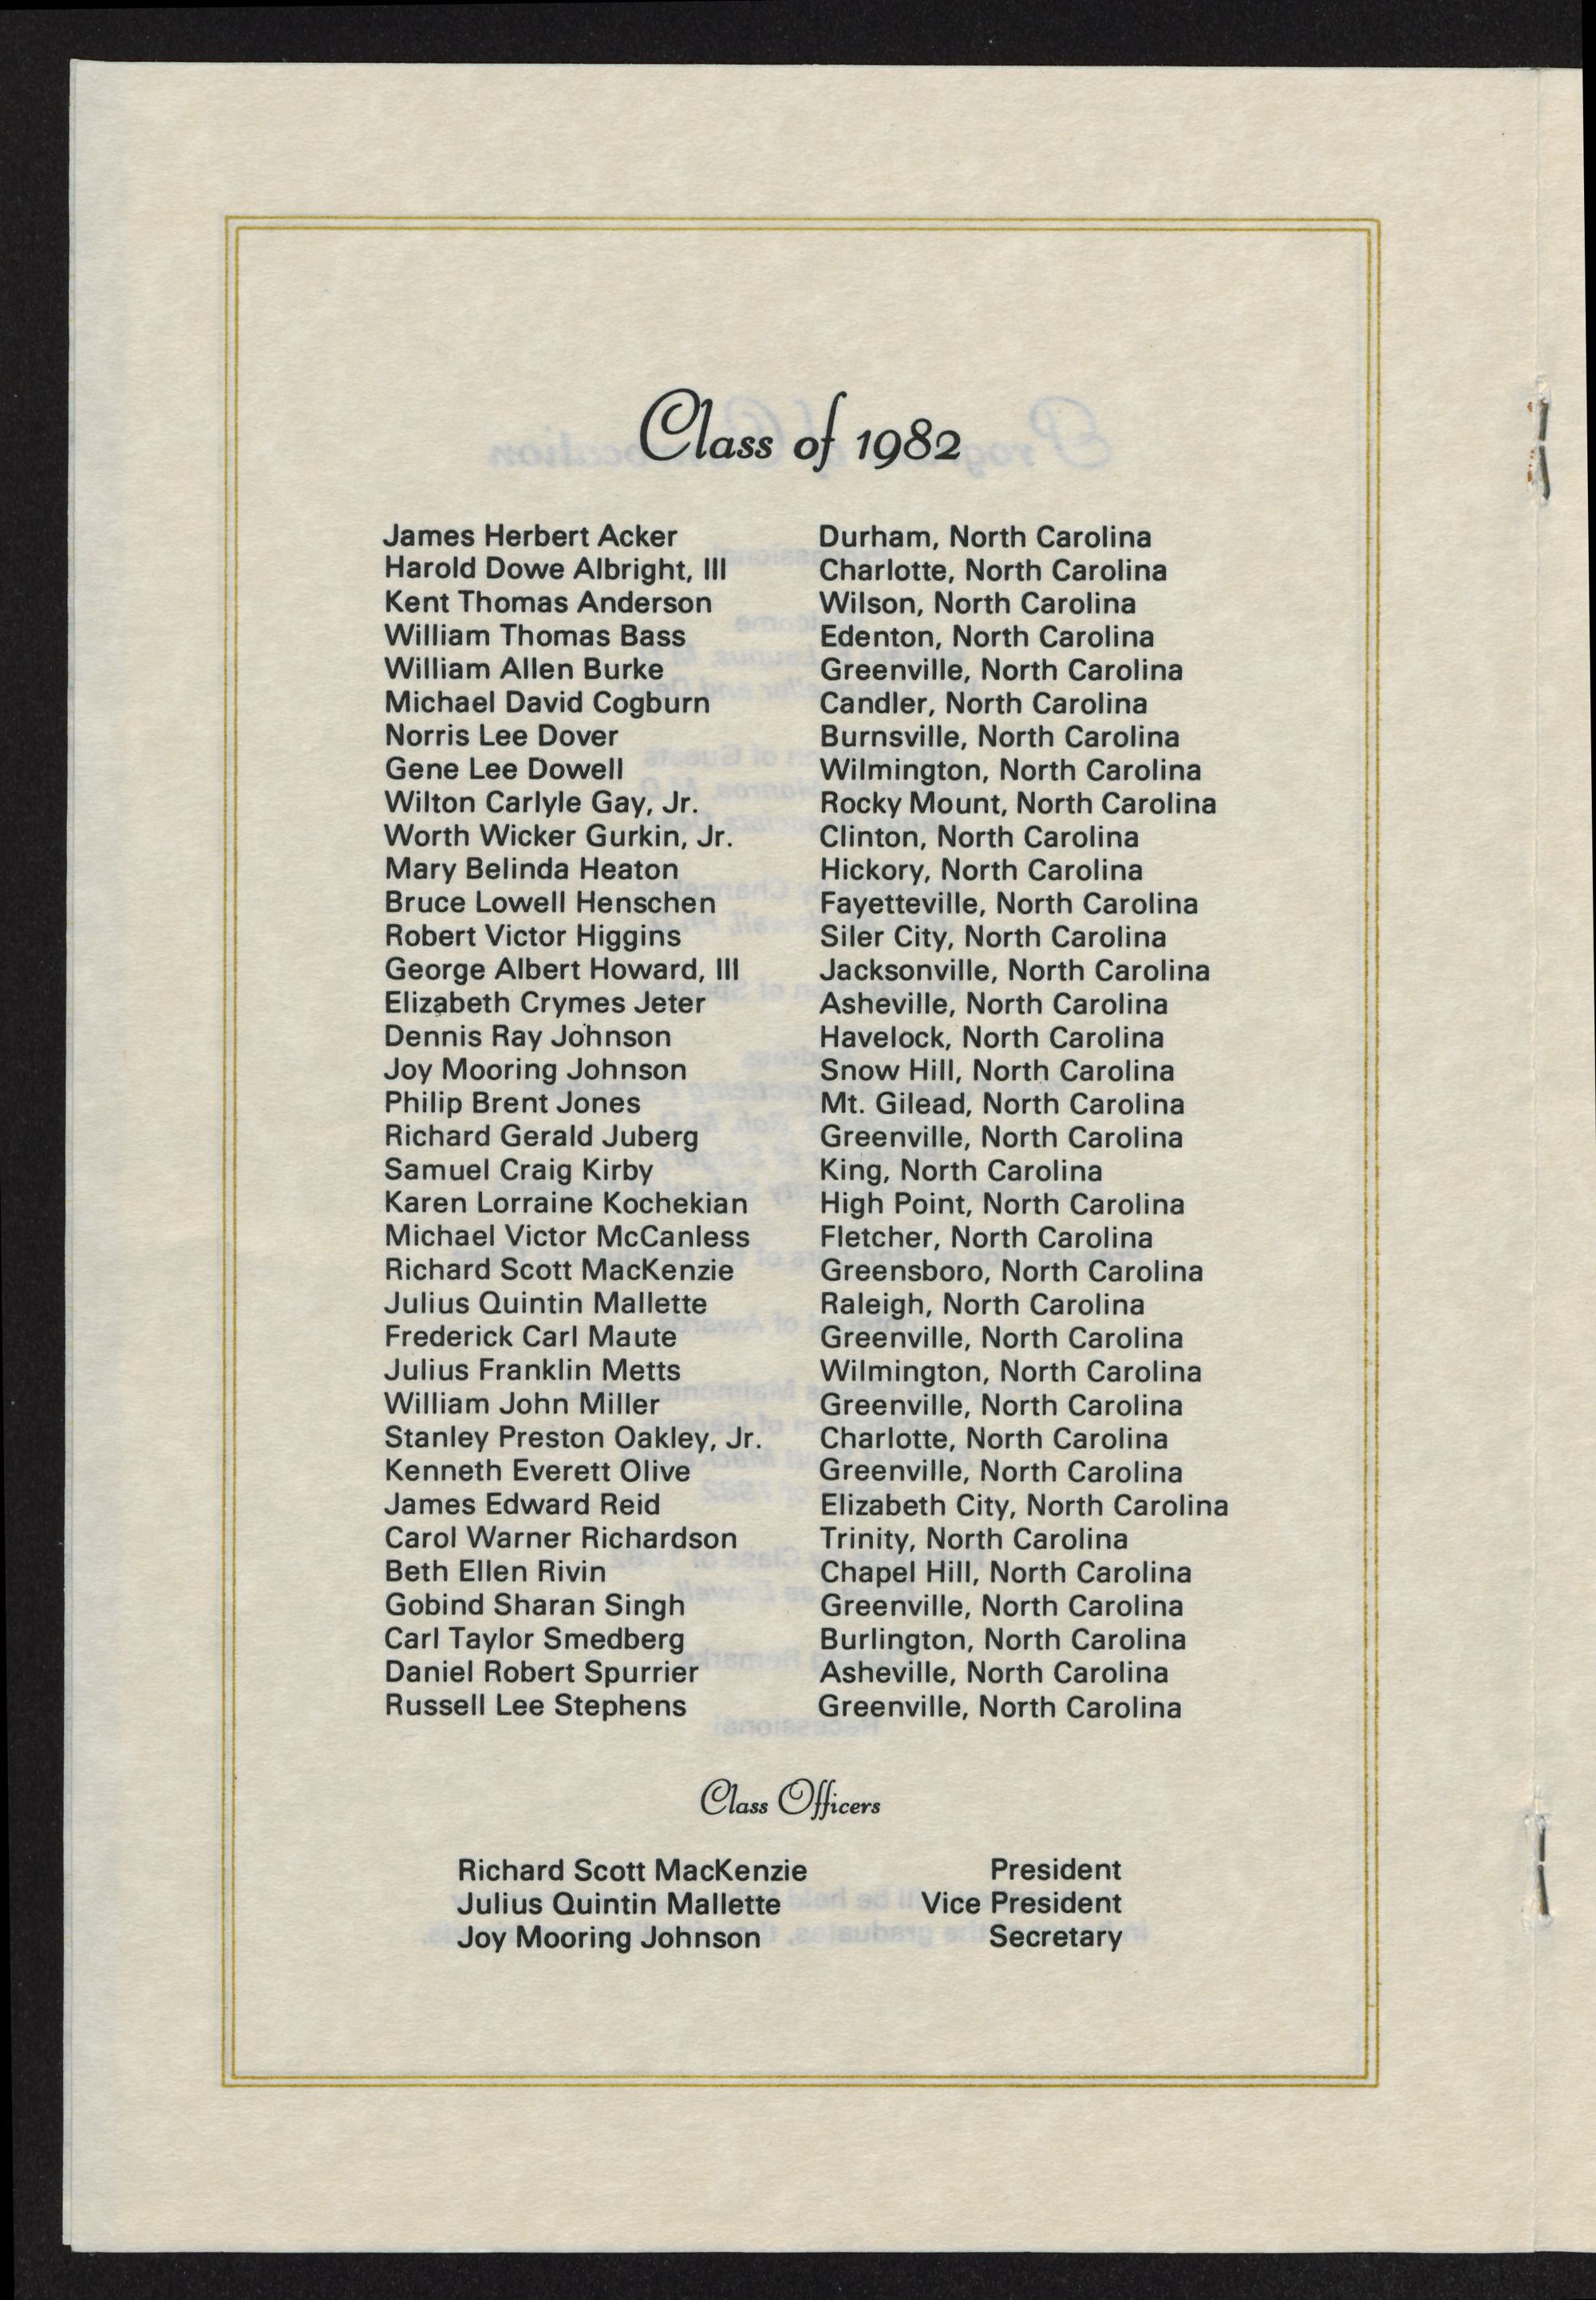 Class of 1982
James Herbert Acker Durham, North Carolina
Harold Dowe Albright, III Charlotte, North Carolina
Kent Thomas Anderson Wilson, North Carolina
William Thomas Bass Edenton, North Carolina
William Allen Burke Greenville, North Carolina
Michael David Cogburn Candler, North Carolina
Norris Lee Dover Burnsville, North Carolina
Gene Lee Dowell Wilmington, North Carolina
Wilton Carlyle Gay, Jr. Rocky Mount, North Carolina
Worth Wicker Gurkin, Jr. Clinton, North Carolina
Mary Belinda Heaton Hickory, North Carolina
Bruce Lowell Henschen Fayetteville, North Carolina
Robert Victor Higgins Siler City, North Carolina
George Albert Howard, III Jacksonville, North Carolina
Elizabeth Crymes Jeter Asheville, North Carolina
Dennis Ray Johnson Havelock, North Carolina
Joy Mooring Johnson Snow Hill, North Carolina
Philip Brent Jones Mt. Gilead, North Carolina
Richard Gerald Juberg Greenville, North Carolina
Samuel Craig Kirby King, North Carolina
Karen Lorraine Kochekian High Point, North Carolina
Michael Victor McCanless Fletcher, North Carolina
Richard Scott MacKenzie Greensboro, North Carolina
Julius Quintin Mallette Raleigh, North Carolina
Frederick Carl Maute Greenville, North Carolina
Julius Franklin Metts Wilmington, North Carolina
William John Miller Greenville, North Carolina
Stanley Preston Oakley, Jr. Charlotte, North Carolina
Kenneth Everett Olive Greenville, North Carolina
James Edward Reid Elizabeth City, North Carolina
Carol Warner Richardson Trinity, North Carolina
Beth Ellen Rivin Chapel Hill, North Carolina
Gobind Sharan Singh Greenville, North Carolina
Carl Taylor Smedberg Burlington, North Carolina
Daniel Robert Spurrier Asheville, North Carolina
Russell Lee Stephens Greenville, North Carolina
Class Officers
Richard Scott MacKenzie President
Julius Quintin Mallette Vice President
Joy Mooring Johnson Secretary